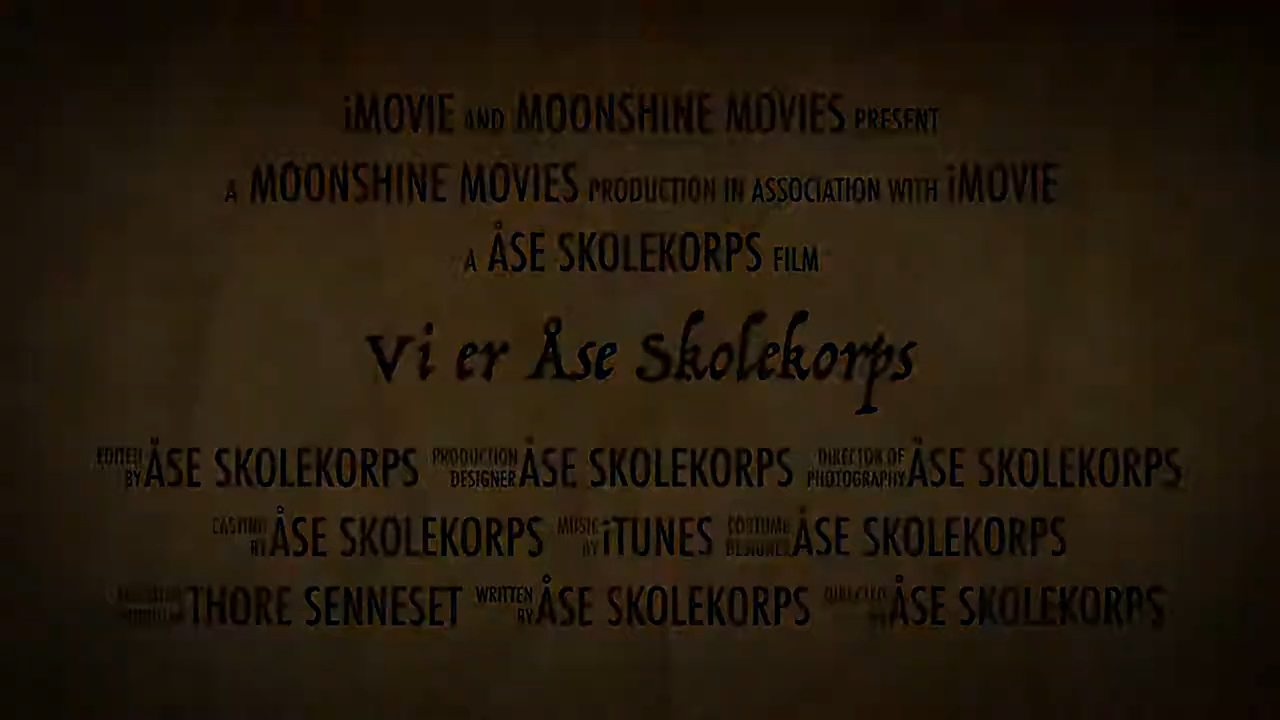 iMOVIE AND MOONSHINE MOVIES PRESENT
A MOONSHINE MOVIES PRODUCTION IN ASSOCIATION WITH iMOVIE
A ÅSE SKOLEKORPS FILM
Vi er Åse Skolekorps
EDITED BY ÅSE SKOLEKORPS PRODUCTION DESIGNER ÅSE SKOLEKORPS DIRECTOR OF PHOTOGRAPHY ÅSE SKOLEKORPS
CASTING BY ÅSE SKOLEKORPS MUSIC BY iTUNES COSTUME DESIGNER ÅSE SKOLEKORPS
THORE SENNESET WRITTEN BY ÅSE SKOLEKORPS DIRECTED BY ÅSE SKOLEKORPS